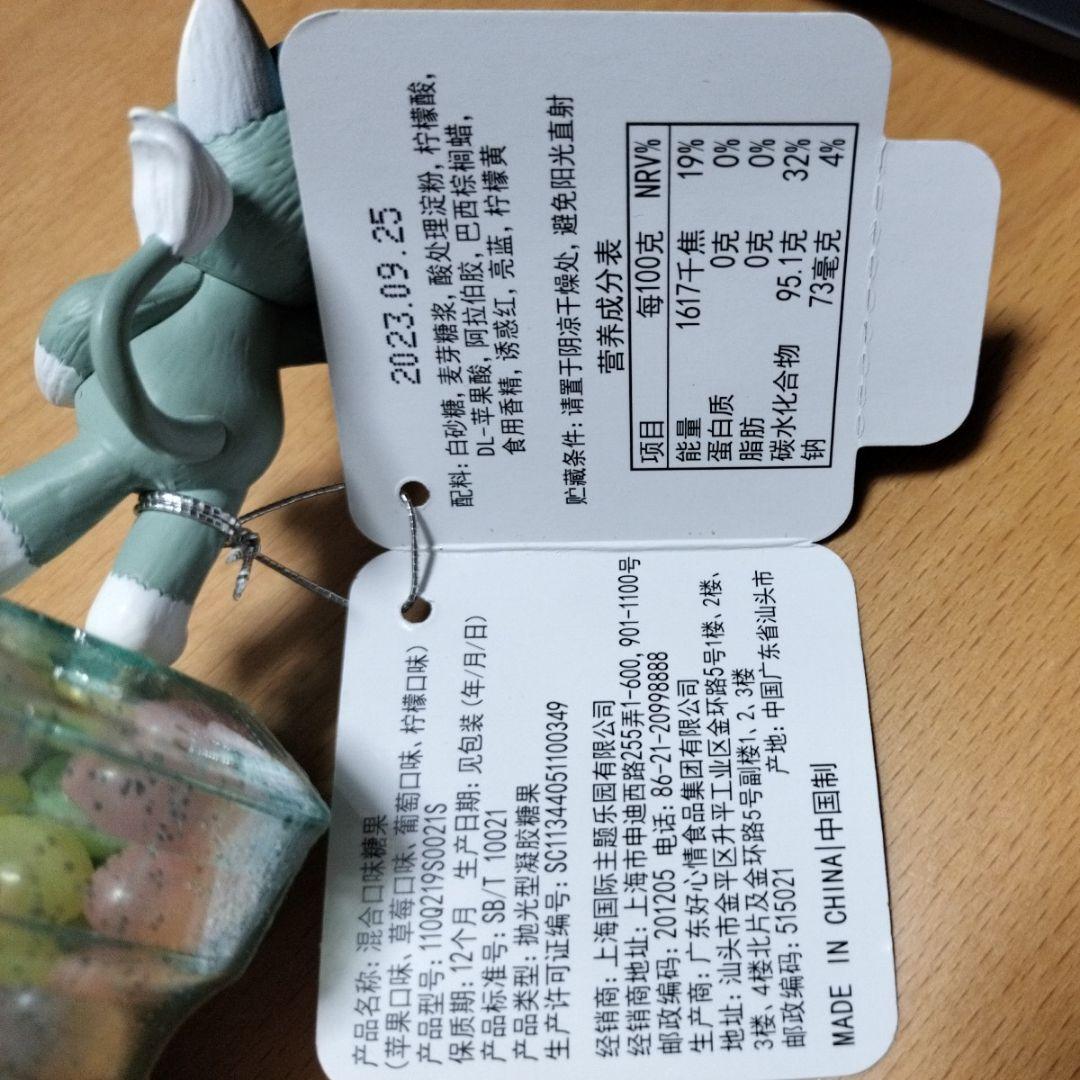 2023.09.25
配料: 白砂糖, 麦芽糖浆, 酸处理淀粉, 柠檬酸,
DL-苹果酸, 阿拉伯胶, 巴西棕榈蜡,
食用香精, 诱惑红, 亮蓝, 柠檬黄
贮藏条件: 请置于阴凉干燥处, 避免阳光直射
营养成分表
项目 每100克 NRV%
能量 1617千焦 19%
蛋白质 0克 0%
脂肪 0克 0%
碳水化合物 95.1克 32%
钠 73毫克 4%
产品名称: 混合口味糖果
(苹果口味、草莓口味、葡萄口味、柠檬口味)
产品型号: 110Q219S0021S
保质期: 12个月 生产日期: 见包装(年/月/日)
产品标准号: SB/T 10021
产品类型: 抛光型凝胶糖果
生产许可证编号: SC11344051100349
经销商: 上海国际主题乐园有限公司
经销商地址: 上海市申迪西路255弄1-600, 901-1100号
邮政编码: 201205 电话: 86-21-20998888
生产商: 广东好心情食品集团有限公司
地址: 汕头市金平区升平工业区金环路5号1楼、2楼、
3楼、4楼北片及金环路5号副楼1、2、3楼
邮政编码: 515021 产地: 中国广东省汕头市
MADE IN CHINA|中国制